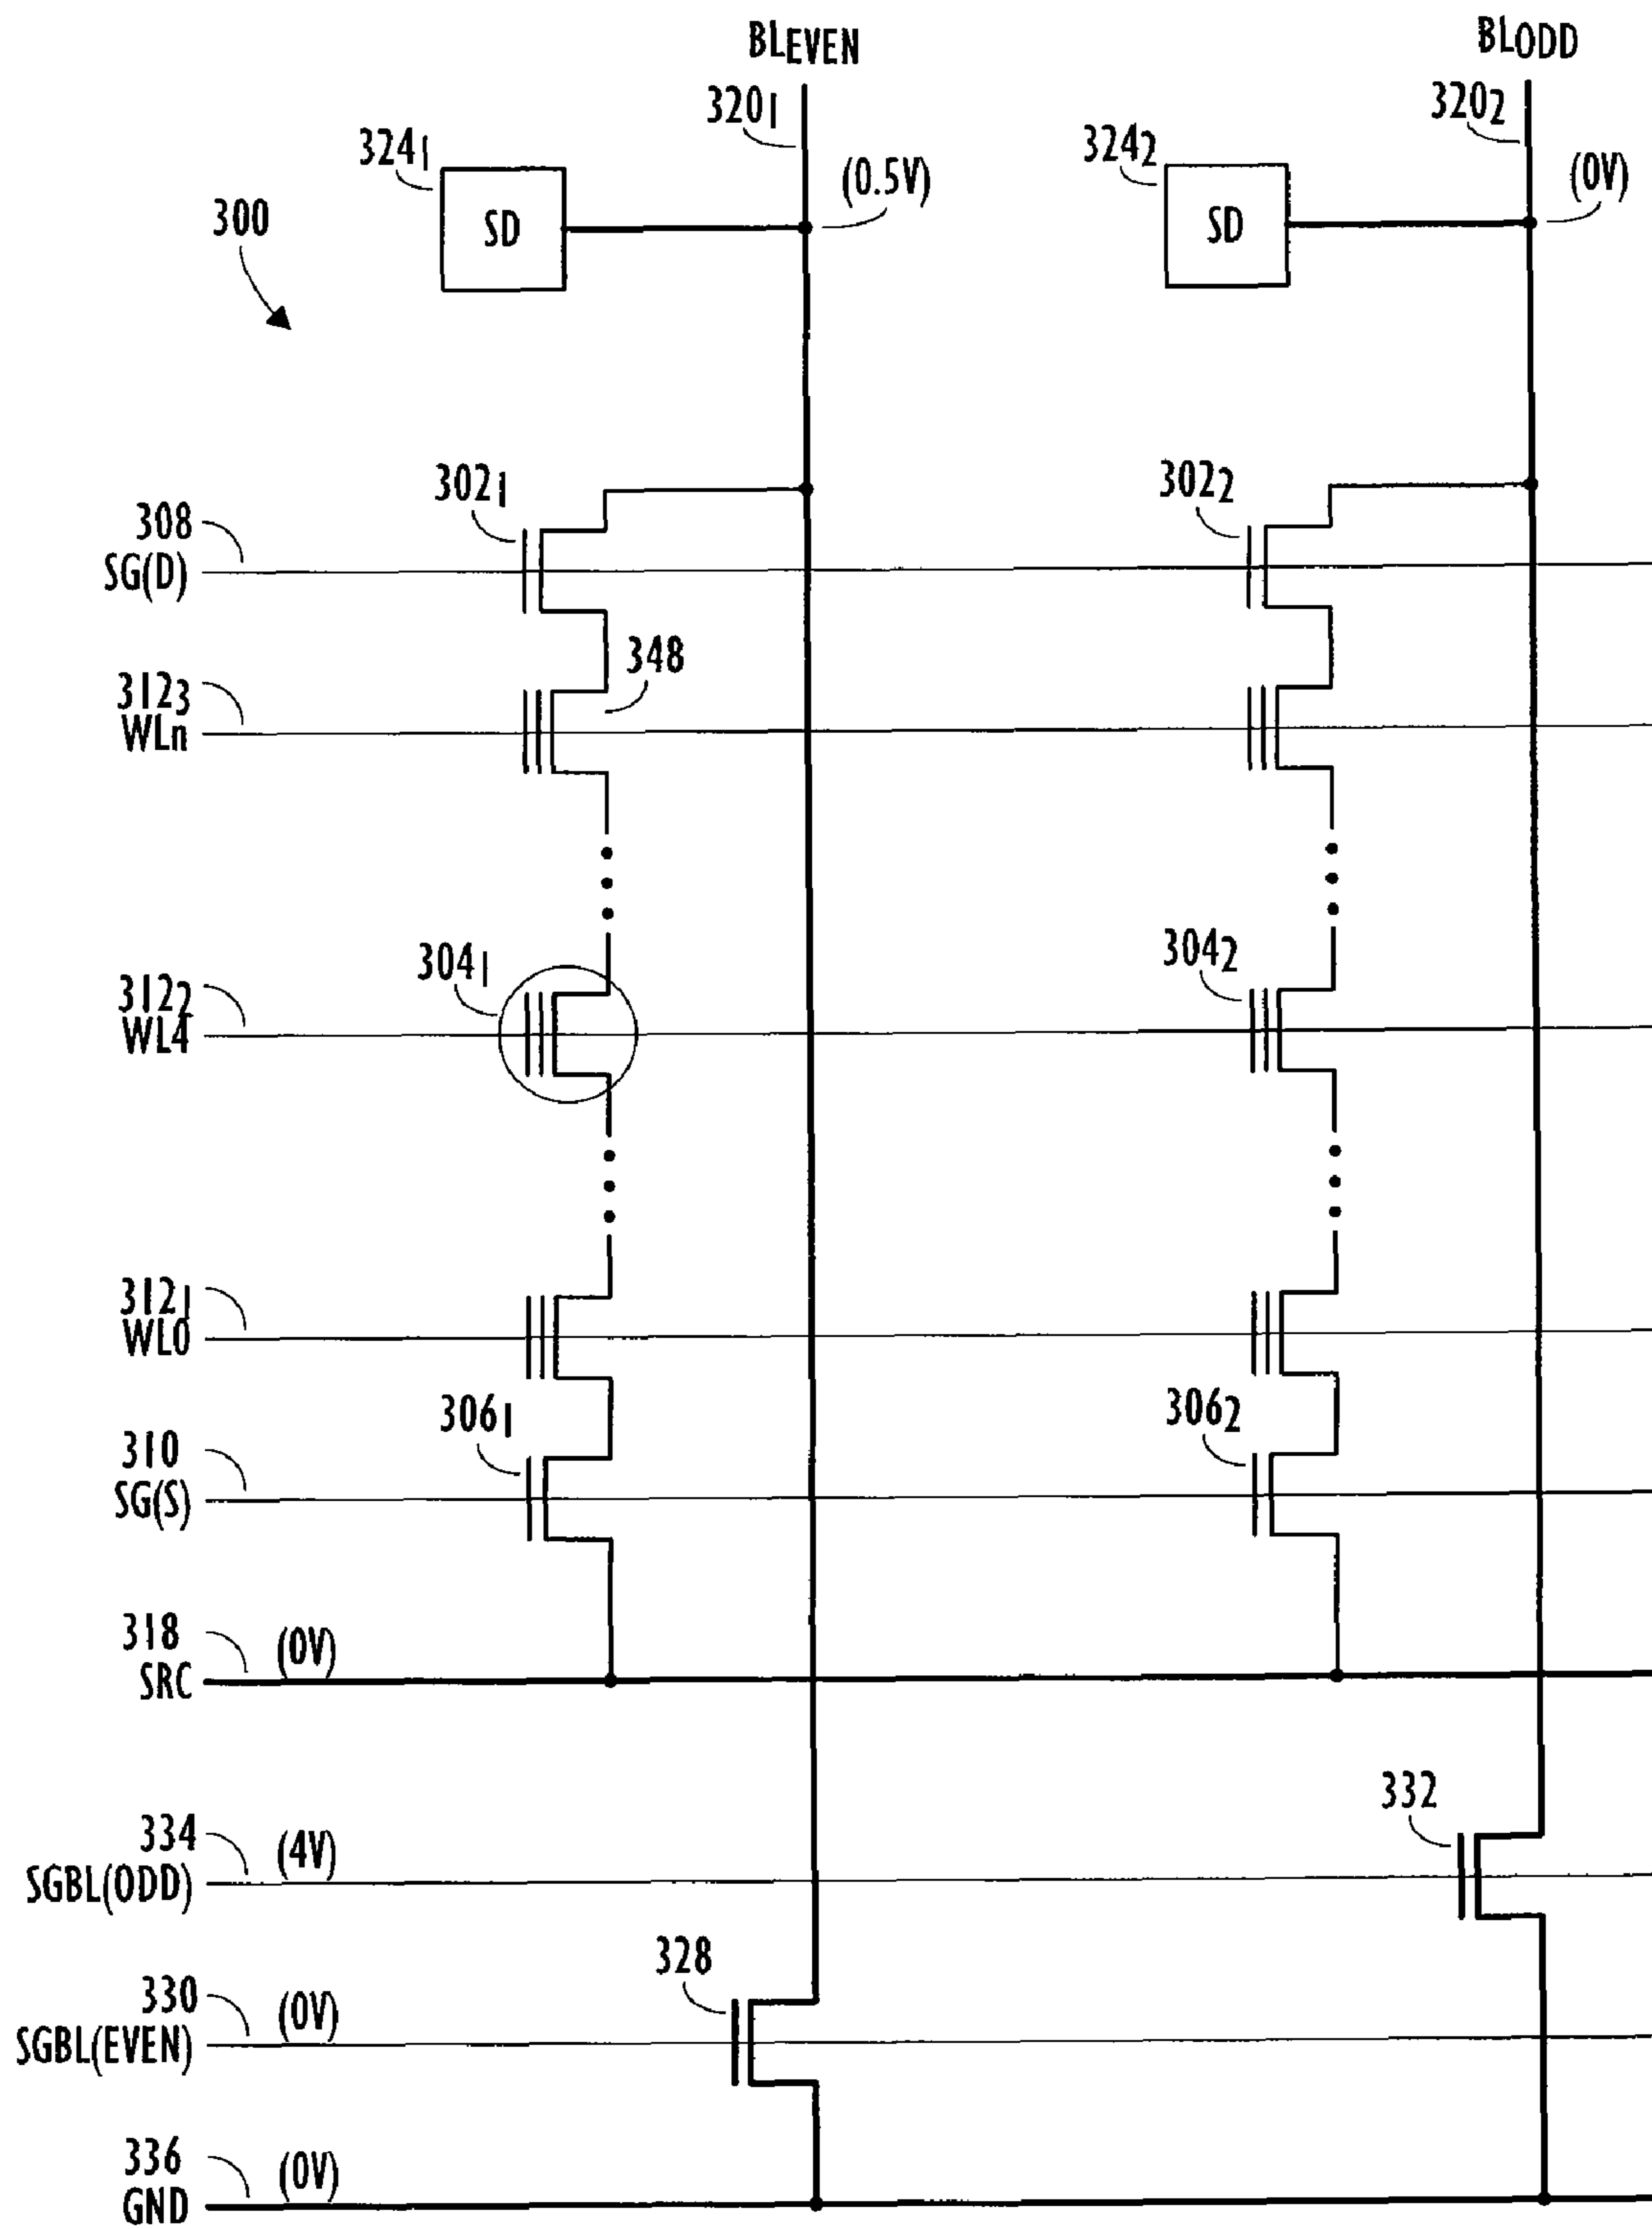 BLEVEN
BLODD
320₁
320₂
324₁
(0.5V)
324₂
(0V)
SD
SD
300
302₁
302₂
308
SG(D)
348
312₃
WLn
304₁
304₂
312₂
WL4
312₁
WL0
306₁
306₂
310
SG(S)
318
(0V)
SRC
332
334
(4V)
SGBL(ODD)
328
330
(0V)
SGBL(EVEN)
336
(0V)
GND